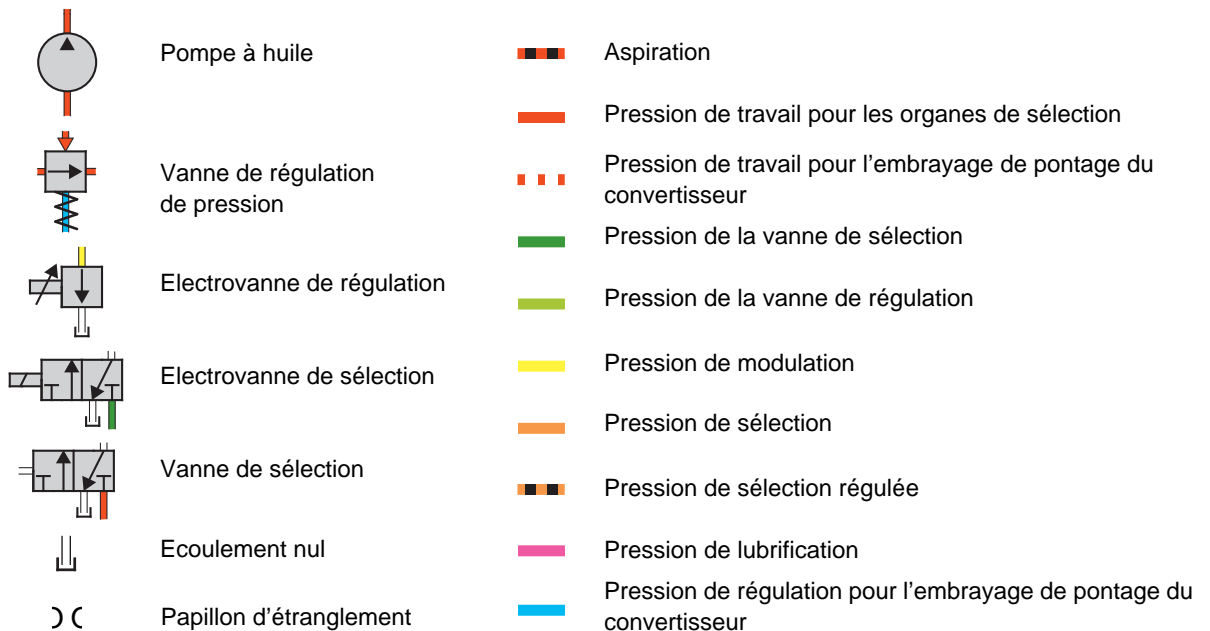 Pompe à huile
Vanne de régulation
de pression
Electrovanne de régulation
Electrovanne de sélection
Vanne de sélection
Ecoulement nul
Papillon d'étranglement
Aspiration
Pression de travail pour les organes de sélection
Pression de travail pour l'embrayage de pontage du
convertisseur
Pression de la vanne de sélection
Pression de la vanne de régulation
Pression de modulation
Pression de sélection
Pression de sélection régulée
Pression de lubrification
Pression de régulation pour l'embrayage de pontage du
convertisseur